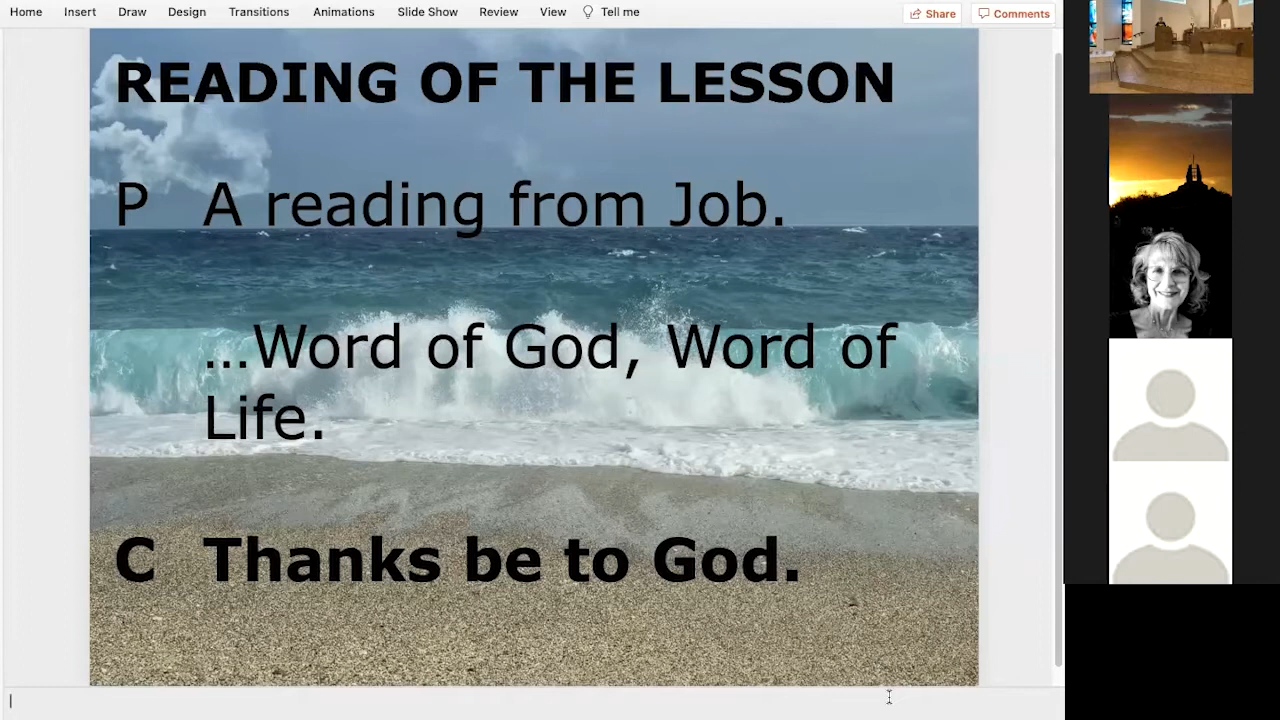 Home Insert Draw Design Transitions Animations Slide Show Review View Tell me Share Comments
READING OF THE LESSON
P A reading from Job.
…Word of God, Word of
Life.
C Thanks be to God.